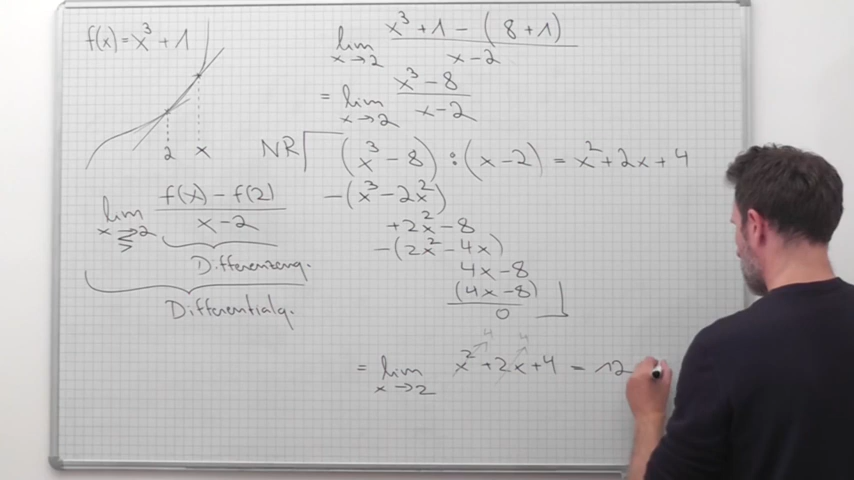 f(x) = x³ + 1
2 x
lim x→2 (f(x) – f(2)) / (x – 2)
Differenzenq.
Differentialq.
lim x→2 (x³ + 1 – (8 + 1)) / (x – 2)
= lim x→2 (x³ – 8) / (x – 2)
NR (x³ – 8) : (x – 2) = x² + 2x + 4
–(x³ – 2x²)
+2x² – 8
–(2x² – 4x)
4x – 8
(4x – 8)
0
4 4
= lim x→2 x² + 2x + 4 = 12